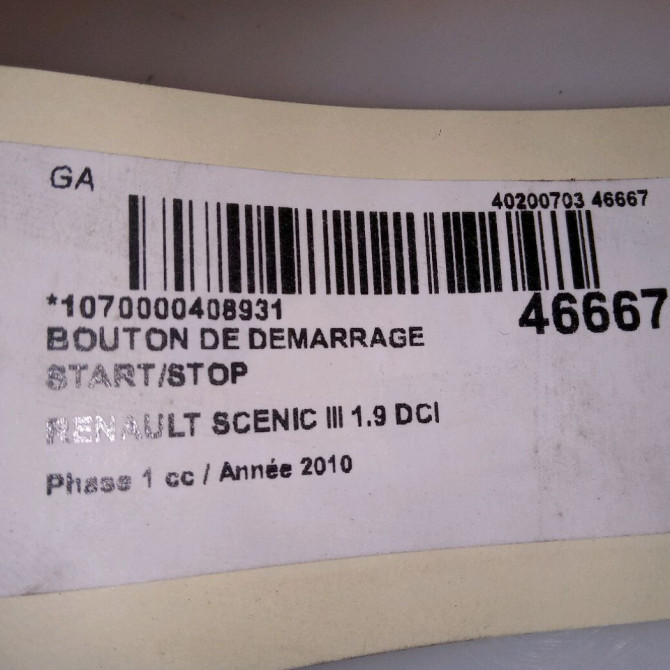 GA
40200703 46667
*1070000408931
46667
BOUTON DE DEMARRAGE
START/STOP
RENAULT SCENIC III 1.9 DCI
Phase 1 cc / Année 2010